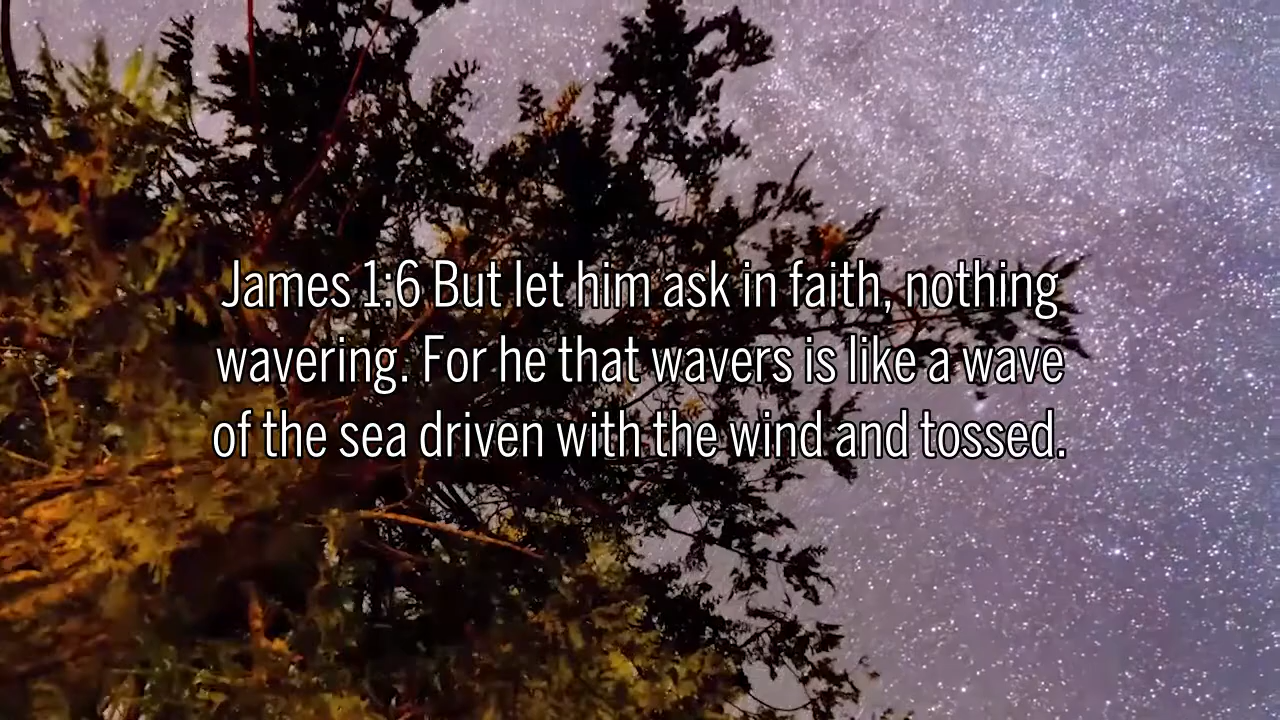 James 1:6 But let him ask in faith, nothing
wavering. For he that wavers is like a wave
of the sea driven with the wind and tossed.